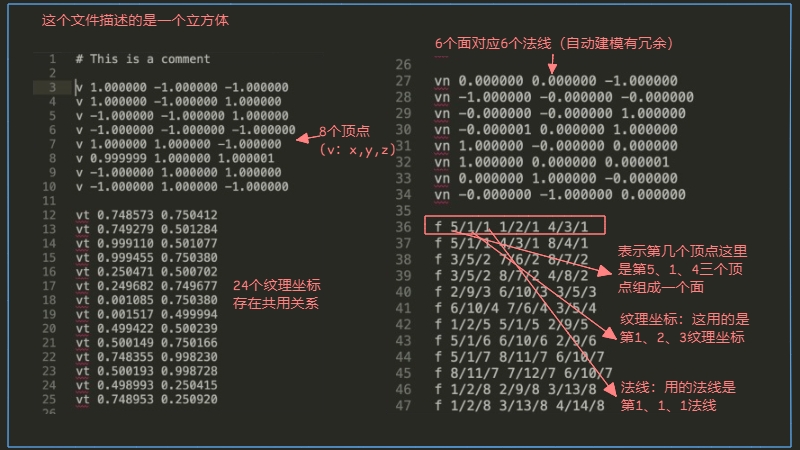 这个文件描述的是一个立方体
1 # This is a comment
2
3 v 1.000000 -1.000000 -1.000000
4 v 1.000000 -1.000000 1.000000
5 v -1.000000 -1.000000 1.000000
6 v -1.000000 -1.000000 -1.000000
7 v 1.000000 1.000000 -1.000000
8 v 0.999999 1.000000 1.000001
9 v -1.000000 1.000000 1.000000
10 v -1.000000 1.000000 -1.000000
11
12 vt 0.748573 0.750412
13 vt 0.749279 0.501284
14 vt 0.999110 0.501077
15 vt 0.999455 0.750380
16 vt 0.250471 0.500702
17 vt 0.249682 0.749677
18 vt 0.001085 0.750380
19 vt 0.001517 0.499994
20 vt 0.499422 0.500239
21 vt 0.500149 0.750166
22 vt 0.748355 0.998230
23 vt 0.500193 0.998728
24 vt 0.498993 0.250415
25 vt 0.748953 0.250920
26
8个顶点
(v: x,y,z)
24个纹理坐标
存在共用关系
6个面对应6个法线（自动建模有冗余）
26
27 vn 0.000000 0.000000 -1.000000
28 vn -1.000000 -0.000000 -0.000000
29 vn -0.000000 -0.000000 1.000000
30 vn -0.000001 0.000000 1.000000
31 vn 1.000000 -0.000000 0.000000
32 vn 1.000000 0.000000 0.000001
33 vn 0.000000 1.000000 -0.000000
34 vn -0.000000 -1.000000 0.000000
35
36 f 5/1/1 1/2/1 4/3/1
37 f 5/1/1 4/3/1 8/4/1
38 f 3/5/2 7/6/2 8/7/2
39 f 3/5/2 8/7/2 4/8/2
40 f 2/9/3 6/10/3 3/5/3
41 f 6/10/4 7/6/4 3/5/4
42 f 1/2/5 5/1/5 2/9/5
43 f 5/1/6 6/10/6 2/9/6
44 f 5/1/7 8/11/7 6/10/7
45 f 8/11/7 7/12/7 6/10/7
46 f 1/2/8 2/9/8 3/13/8
47 f 1/2/8 3/13/8 4/14/8
表示第几个顶点这里
是第5、1、4三个顶
点组成一个面
纹理坐标：这用的是
第1、2、3纹理坐标
法线：用的法线是
第1、1、1法线